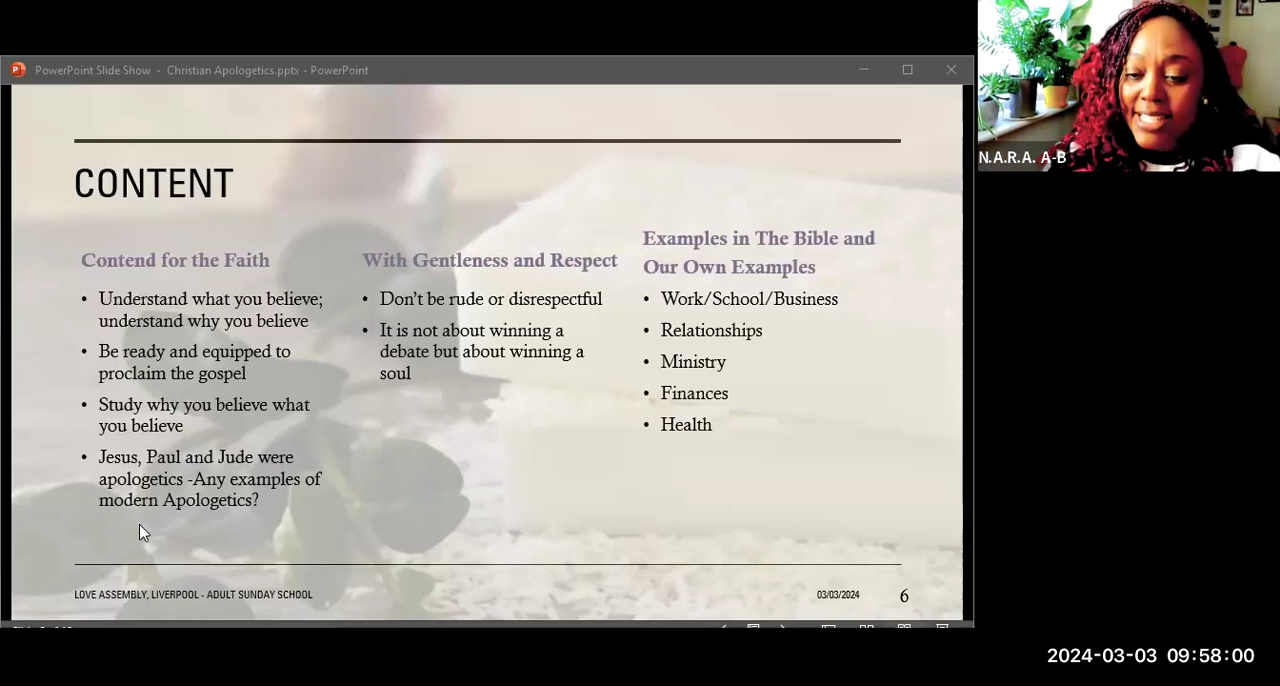 PowerPoint Slide Show - Christian Apologetics.pptx - PowerPoint
N.A.R.A. A-B
CONTENT
Contend for the Faith
• Understand what you believe;
understand why you believe
• Be ready and equipped to
proclaim the gospel
• Study why you believe what
you believe
• Jesus, Paul and Jude were
apologetics -Any examples of
modern Apologetics?
With Gentleness and Respect
• Don't be rude or disrespectful
• It is not about winning a
debate but about winning a
soul
Examples in The Bible and
Our Own Examples
• Work/School/Business
• Relationships
• Ministry
• Finances
• Health
LOVE ASSEMBLY, LIVERPOOL - ADULT SUNDAY SCHOOL
03/03/2024
6
2024-03-03 09:58:00